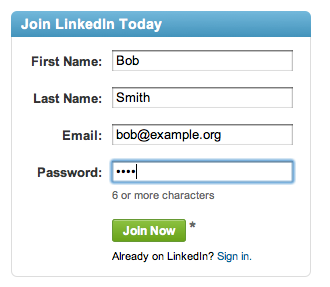 Join LinkedIn Today
First Name: Bob
Last Name: Smith
Email: bob@example.org
Password: ••••
6 or more characters
Join Now *
Already on LinkedIn? Sign in.